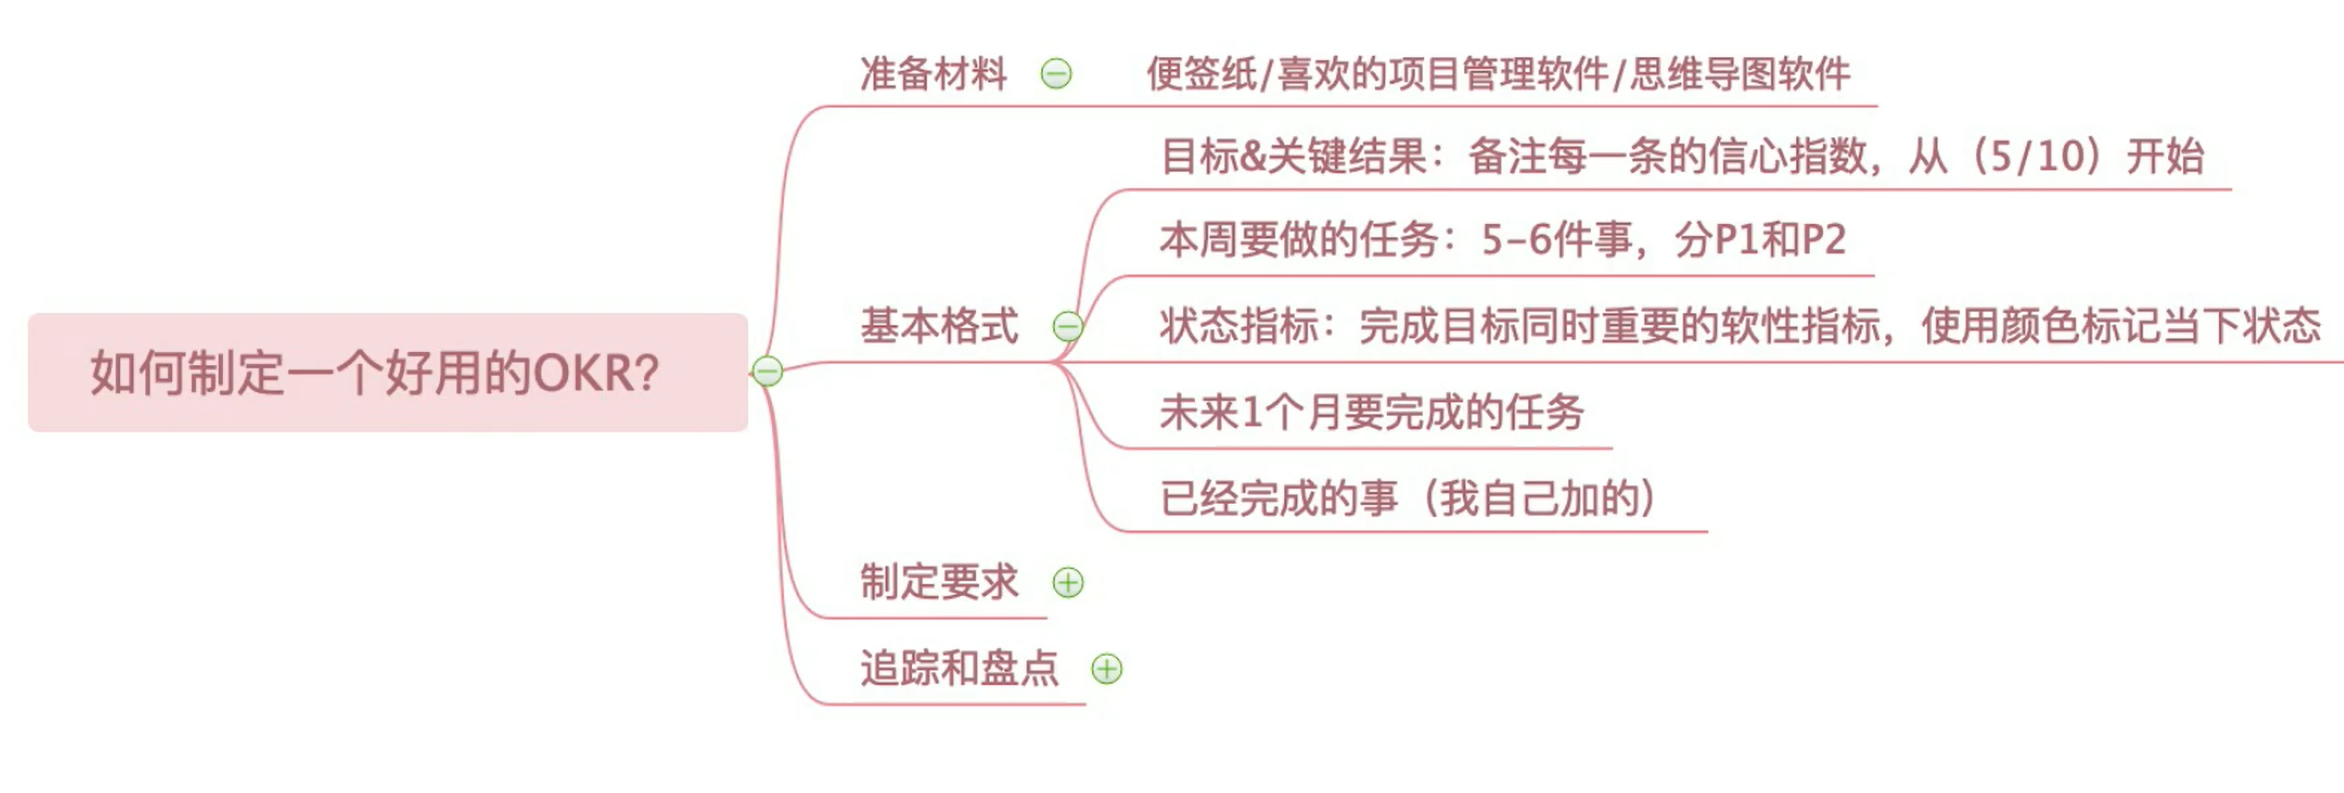 准备材料 便签纸/喜欢的项目管理软件/思维导图软件
目标&关键结果：备注每一条的信心指数，从（5/10）开始
本周要做的任务：5-6件事，分P1和P2
基本格式 状态指标：完成目标同时重要的软性指标，使用颜色标记当下状态
如何制定一个好用的OKR？
未来1个月要完成的任务
已经完成的事（我自己加的）
制定要求
追踪和盘点